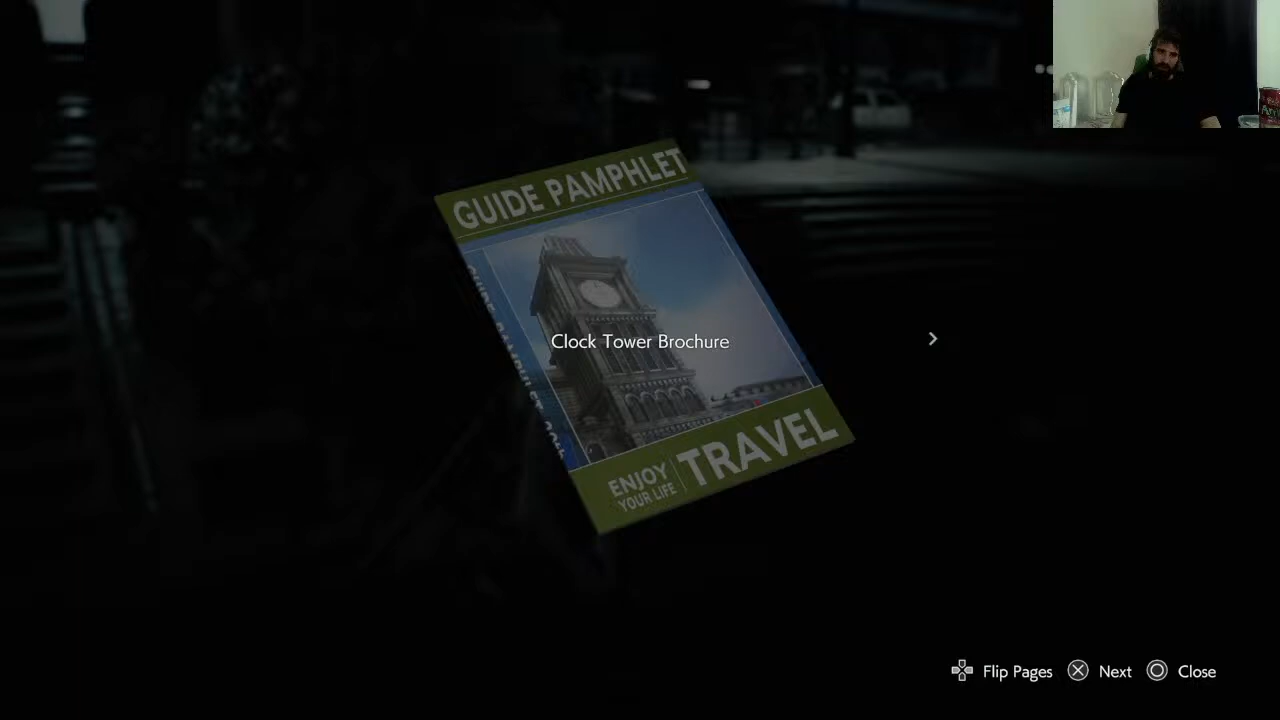 GUIDE PAMPHLET
Clock Tower Brochure
ENJOY
YOUR LIFE
TRAVEL
Flip Pages
Next
Close